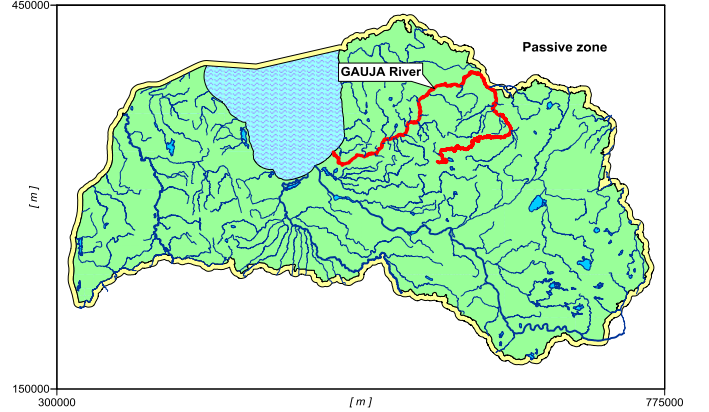 450000
Passive zone
GAUJA River
[ m ]
150000
300000
[ m ]
775000